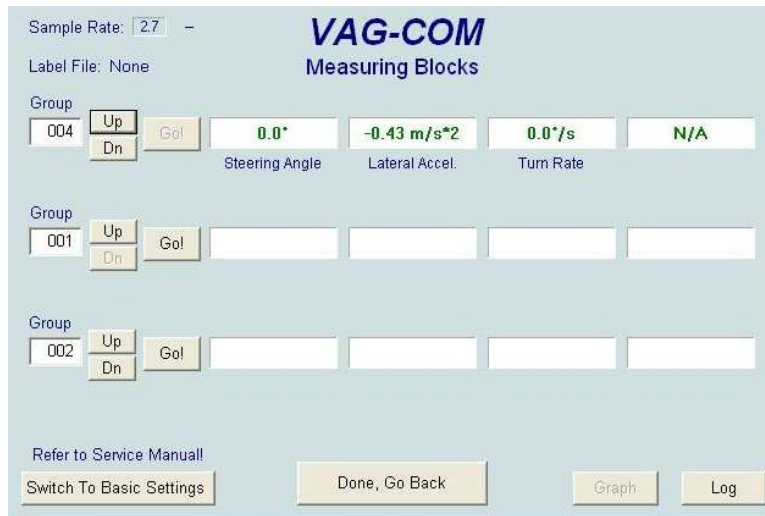 Sample Rate: 2.7 –
VAG-COM
Label File: None
Measuring Blocks
Group
004 Up Dn Go! 0.0° -0.43 m/s*2 0.0°/s N/A
Steering Angle Lateral Accel. Turn Rate
Group
001 Up Dn Go!
Group
002 Up Dn Go!
Refer to Service Manual!
Switch To Basic Settings Done, Go Back Graph Log